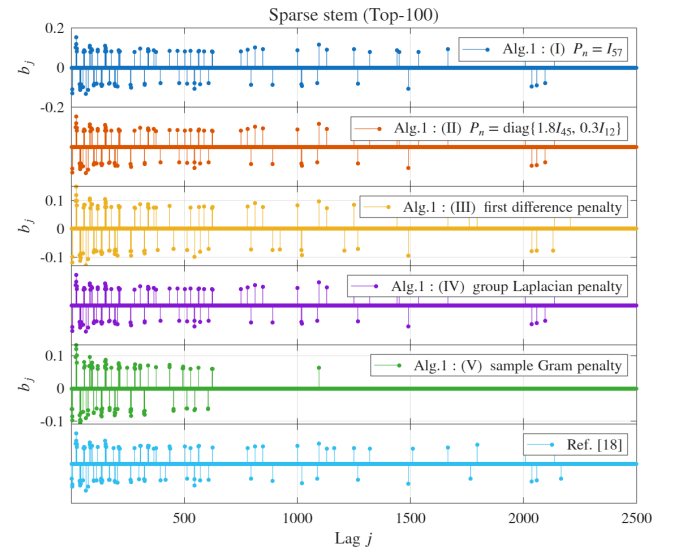 Sparse stem (Top-100)
0.2
0
-0.2
b_j
Alg.1 : (I) P_n = I_57
Alg.1 : (II) P_n = diag{1.8I_45, 0.3I_12}
0.1
0
-0.1
b_j
Alg.1 : (III) first difference penalty
Alg.1 : (IV) group Laplacian penalty
0.1
0
-0.1
b_j
Alg.1 : (V) sample Gram penalty
Ref. [18]
500 1000 1500 2000 2500
Lag j